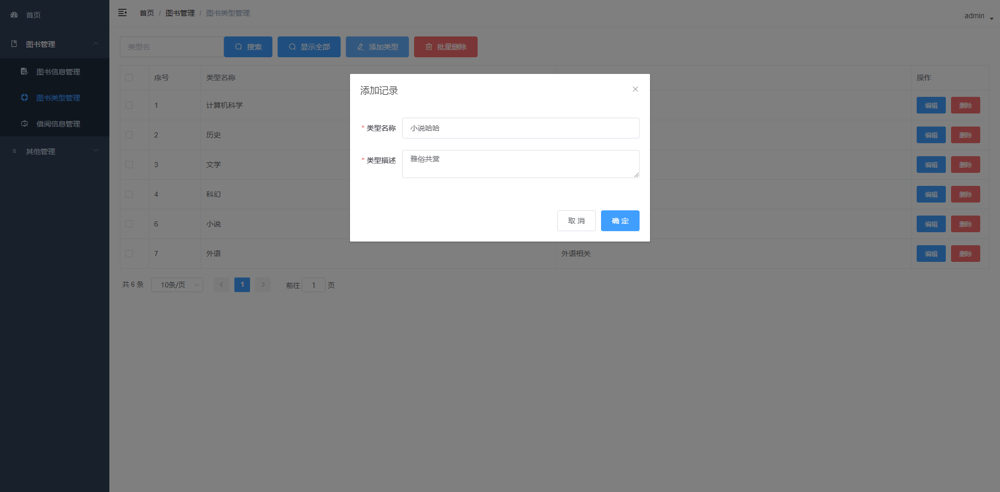 首页
图书管理
图书信息管理
图书类型管理
借阅信息管理
其他管理
首页 / 图书管理 / 图书类型管理
admin
类型名 搜索 显示全部 添加类型 批量删除
序号 类型名称 操作
1 计算机科学 编辑 删除
2 历史 编辑 删除
3 文学 编辑 删除
4 科幻 编辑 删除
6 小说 编辑 删除
7 外语 外语相关 编辑 删除
共 6 条 10条/页 1 前往 1 页
添加记录
* 类型名称 小说哈哈
* 类型描述 雅俗共赏
取 消 确 定